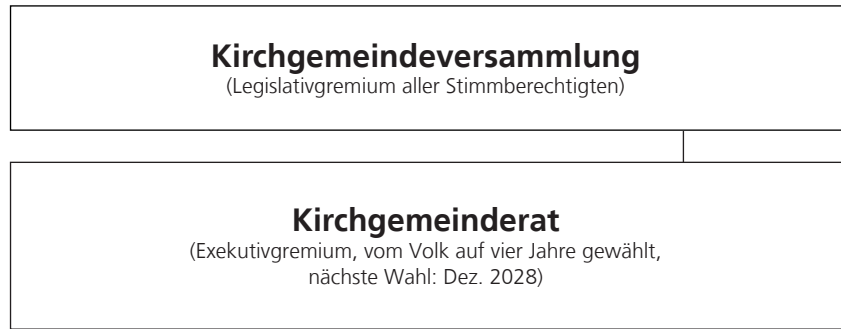 Kirchgemeindeversammlung
(Legislativgremium aller Stimmberechtigten)
Kirchgemeinderat
(Exekutivgremium, vom Volk auf vier Jahre gewählt,
nächste Wahl: Dez. 2028)